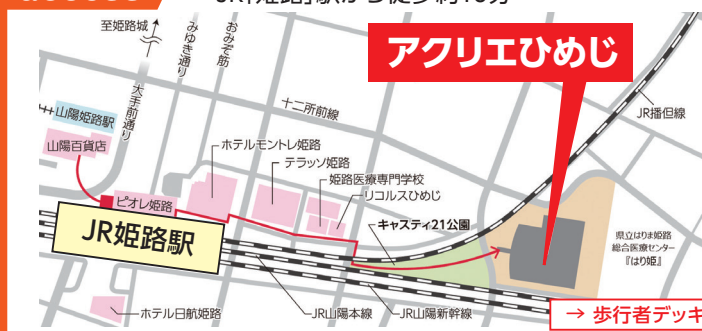 JR「姫路」駅から徒歩約10分
至姫路城
みゆき通り
おみぞ筋
アクリエひめじ
大手前通り
十二所前線
JR播但線
山陽姫路駅
山陽百貨店
ホテルモントレ姫路
テラッソ姫路
姫路医療専門学校
リコルスひめじ
ピオレ姫路
キャスティ21公園
JR姫路駅
県立はりま姫路
総合医療センター
『はり姫』
ホテル日航姫路
JR山陽本線
JR山陽新幹線
→ 歩行者デッキ